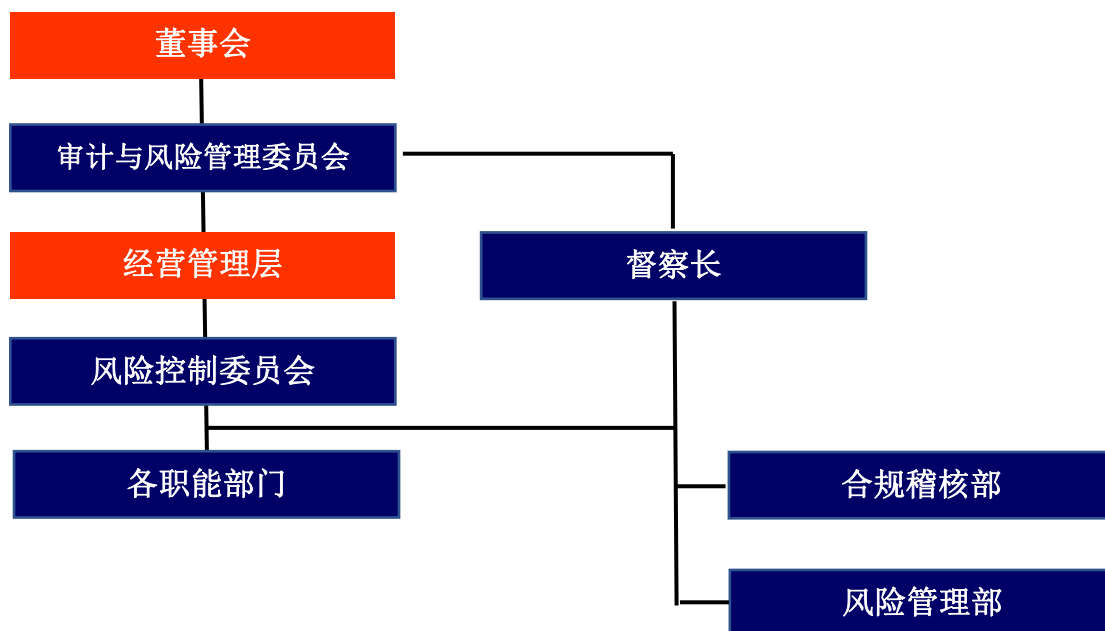 董事会
审计与风险管理委员会
经营管理层
督察长
风险控制委员会
各职能部门
合规稽核部
风险管理部